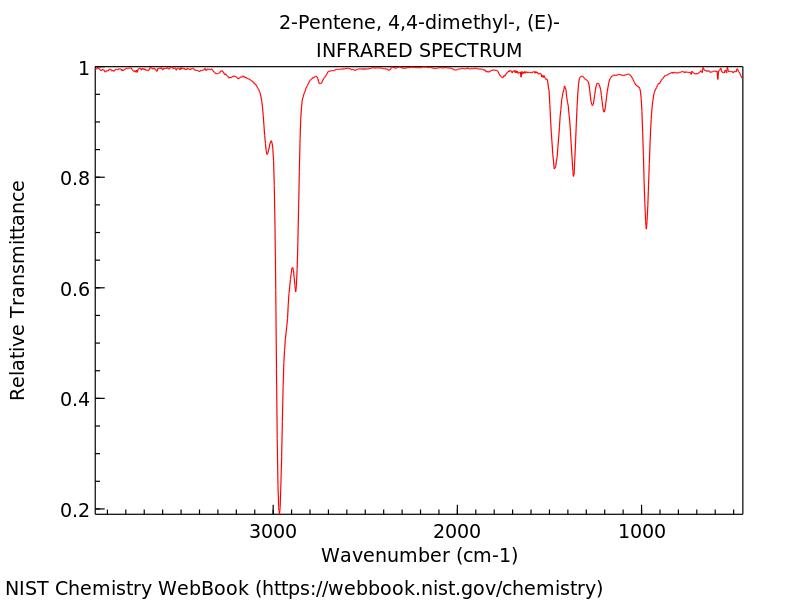 2-Pentene, 4,4-dimethyl-, (E)-
INFRARED SPECTRUM
1
0.8
0.6
0.4
0.2
Relative Transmittance
3000 2000 1000
Wavenumber (cm-1)
NIST Chemistry WebBook (https://webbook.nist.gov/chemistry)